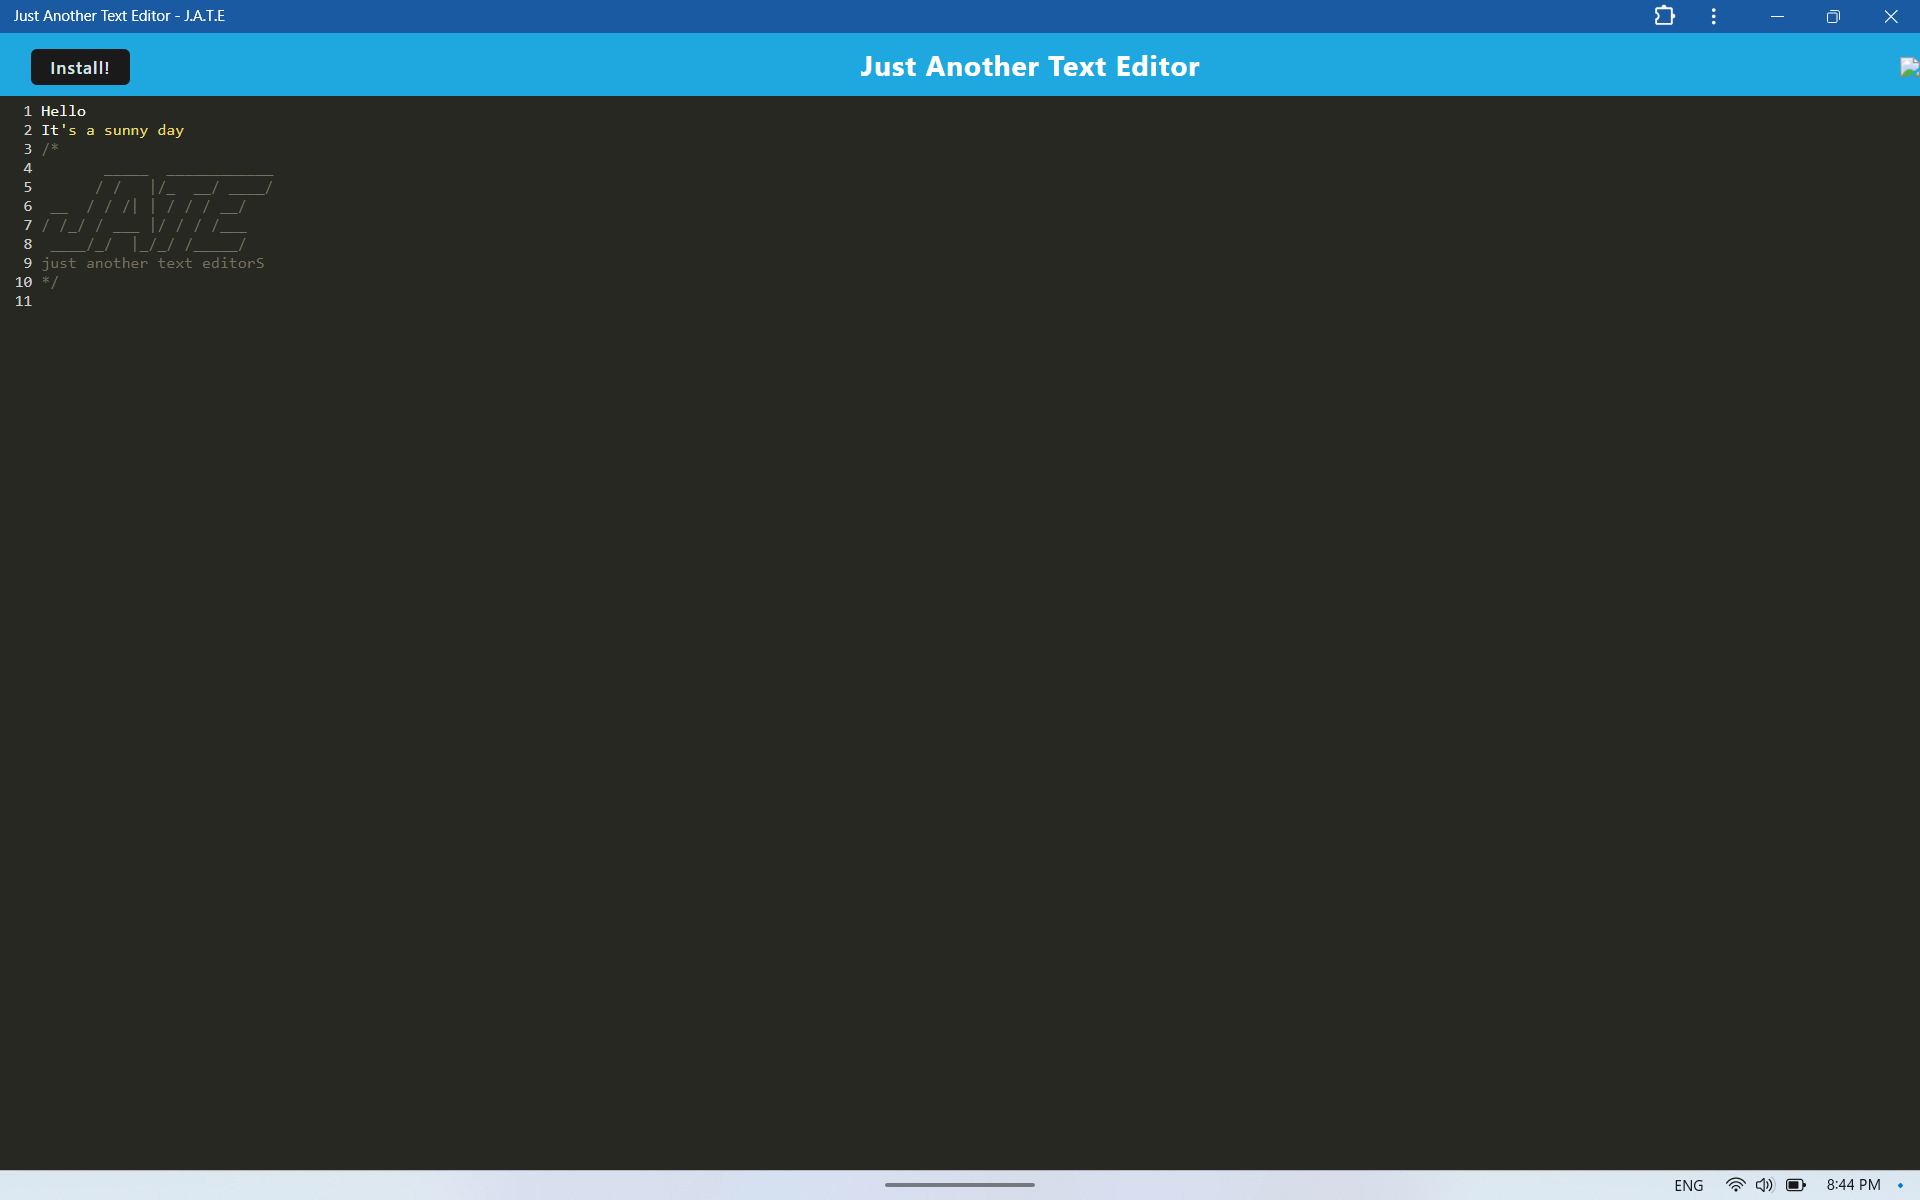 Just Another Text Editor - J.A.T.E
Install!
Just Another Text Editor
1 Hello
2 It's a sunny day
3 /*
4        _____  ____________
5       / /   |/_  __/ ____/
6  __  / / /| | / / / __/
7 / /_/ / ___ |/ / / /___
8  ____/_/  |_/_/ /_____/
9 just another text editorS
10 */
11
ENG
8:44 PM